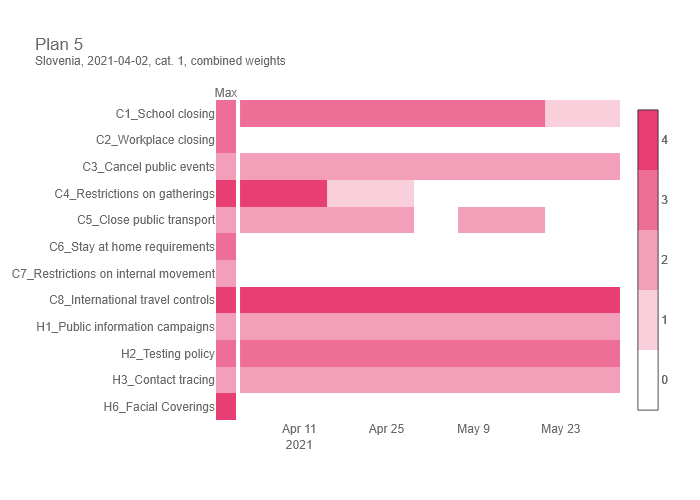 Plan 5
Slovenia, 2021-04-02, cat. 1, combined weights
Max
C1_School closing
C2_Workplace closing
C3_Cancel public events
C4_Restrictions on gatherings
C5_Close public transport
C6_Stay at home requirements
C7_Restrictions on internal movement
C8_International travel controls
H1_Public information campaigns
H2_Testing policy
H3_Contact tracing
H6_Facial Coverings
Apr 11 Apr 25 May 9 May 23
2021
4
3
2
1
0